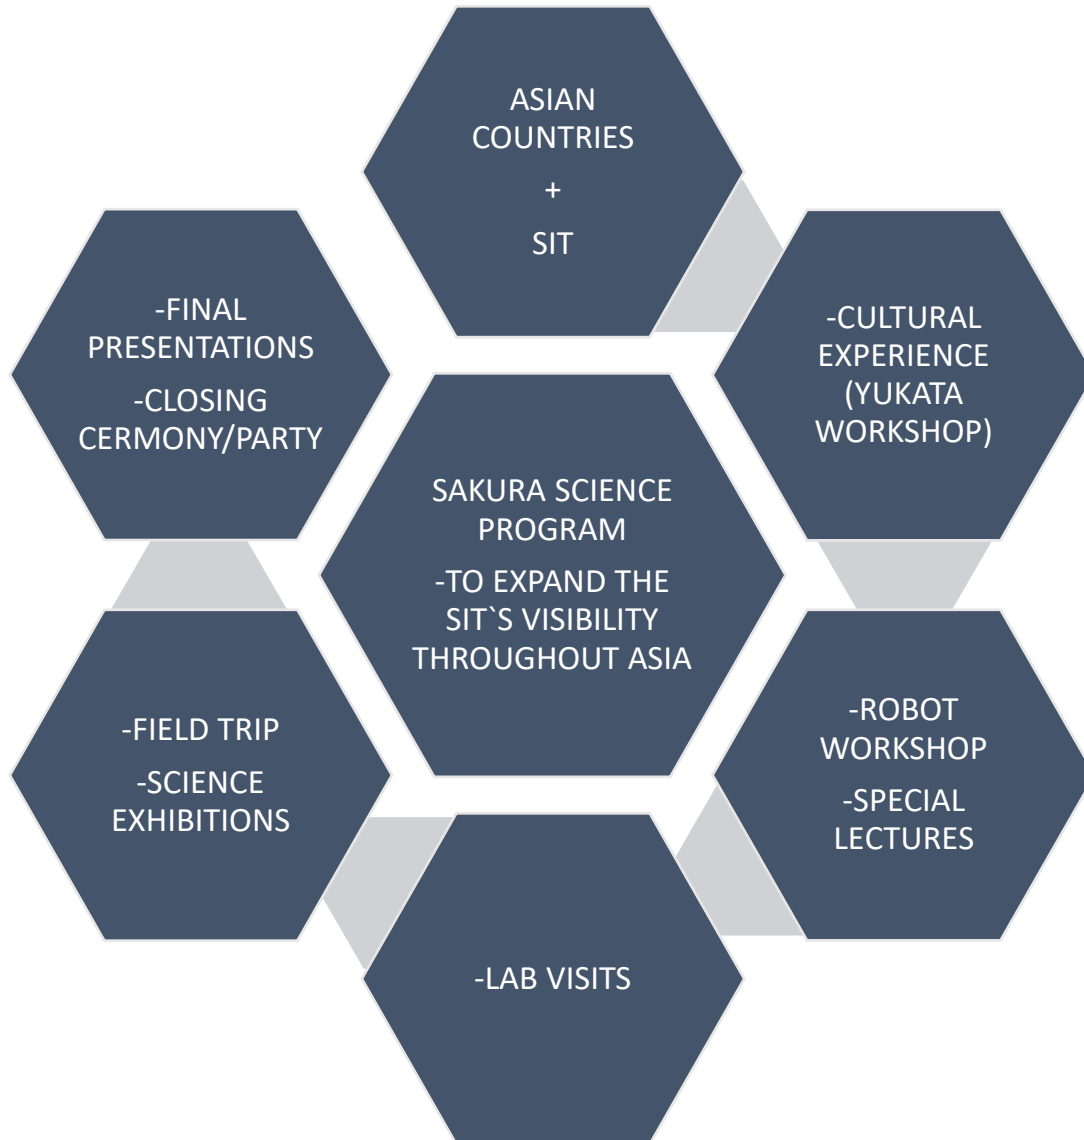 ASIAN
COUNTRIES
+
SIT
-CULTURAL
EXPERIENCE
(YUKATA
WORKSHOP)
-ROBOT
WORKSHOP
-SPECIAL
LECTURES
-LAB VISITS
-FIELD TRIP
-SCIENCE
EXHIBITIONS
-FINAL
PRESENTATIONS
-CLOSING
CERMONY/PARTY
SAKURA SCIENCE
PROGRAM
-TO EXPAND THE
SIT`S VISIBILITY
THROUGHOUT ASIA